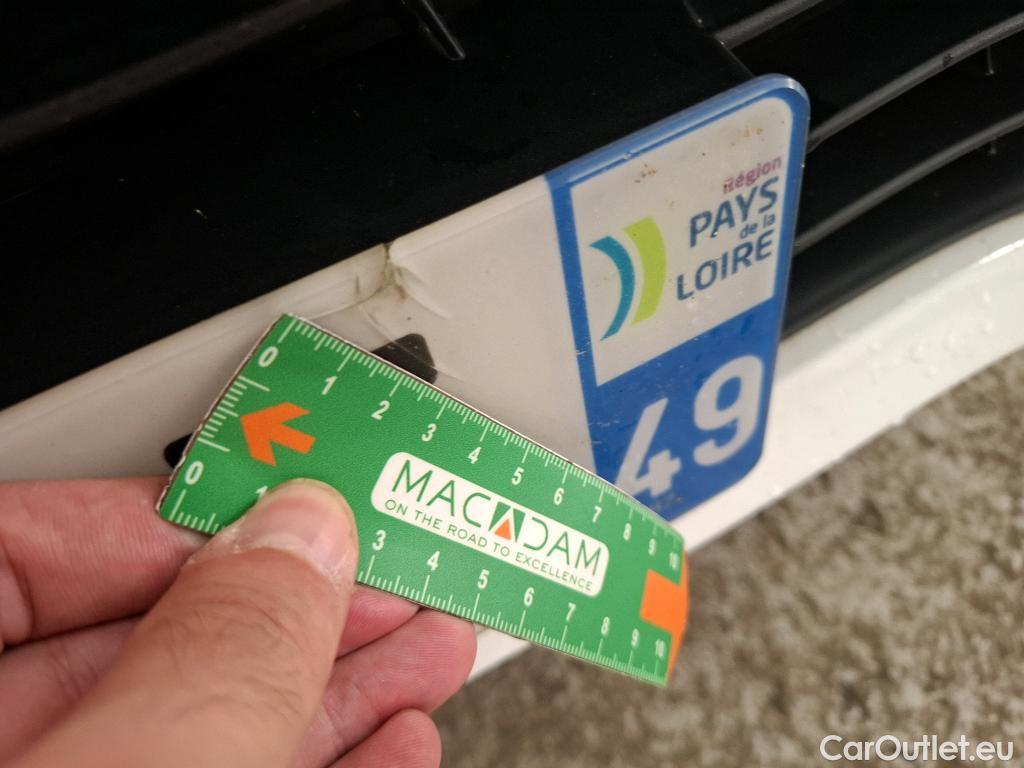 Région
PAYS
de la
LOIRE
49
0 1 2 3 4 5 6 7 8 9 10
MACADAM
ON THE ROAD TO EXCELLENCE
0 1 3 4 5 6 7 8 9 10
CarOutlet.eu